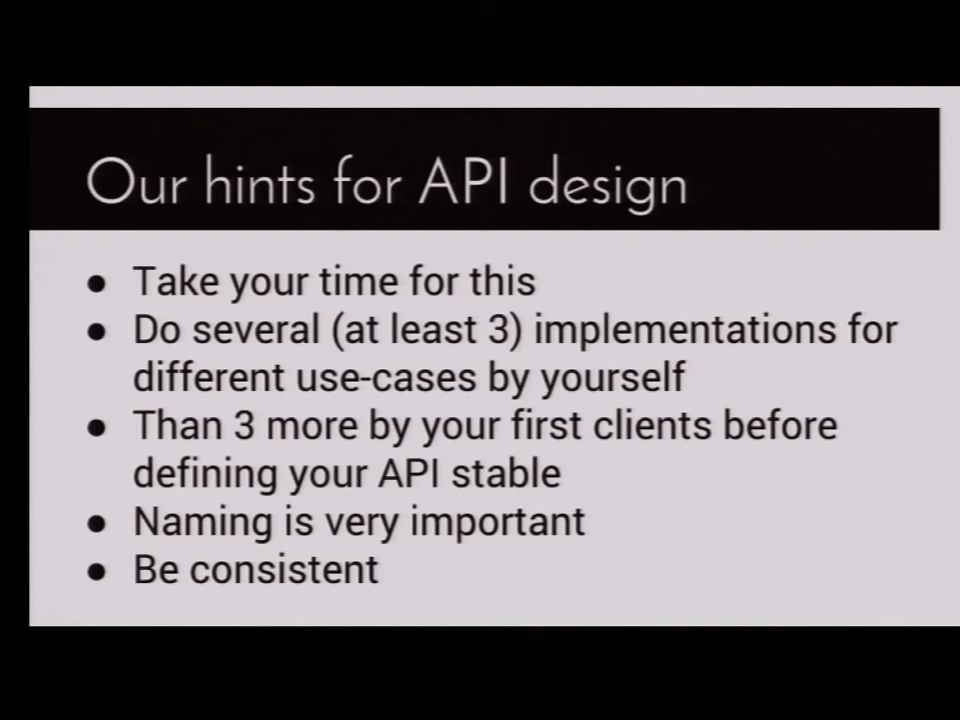 Our hints for API design
● Take your time for this
● Do several (at least 3) implementations for
different use-cases by yourself
● Than 3 more by your first clients before
defining your API stable
● Naming is very important
● Be consistent